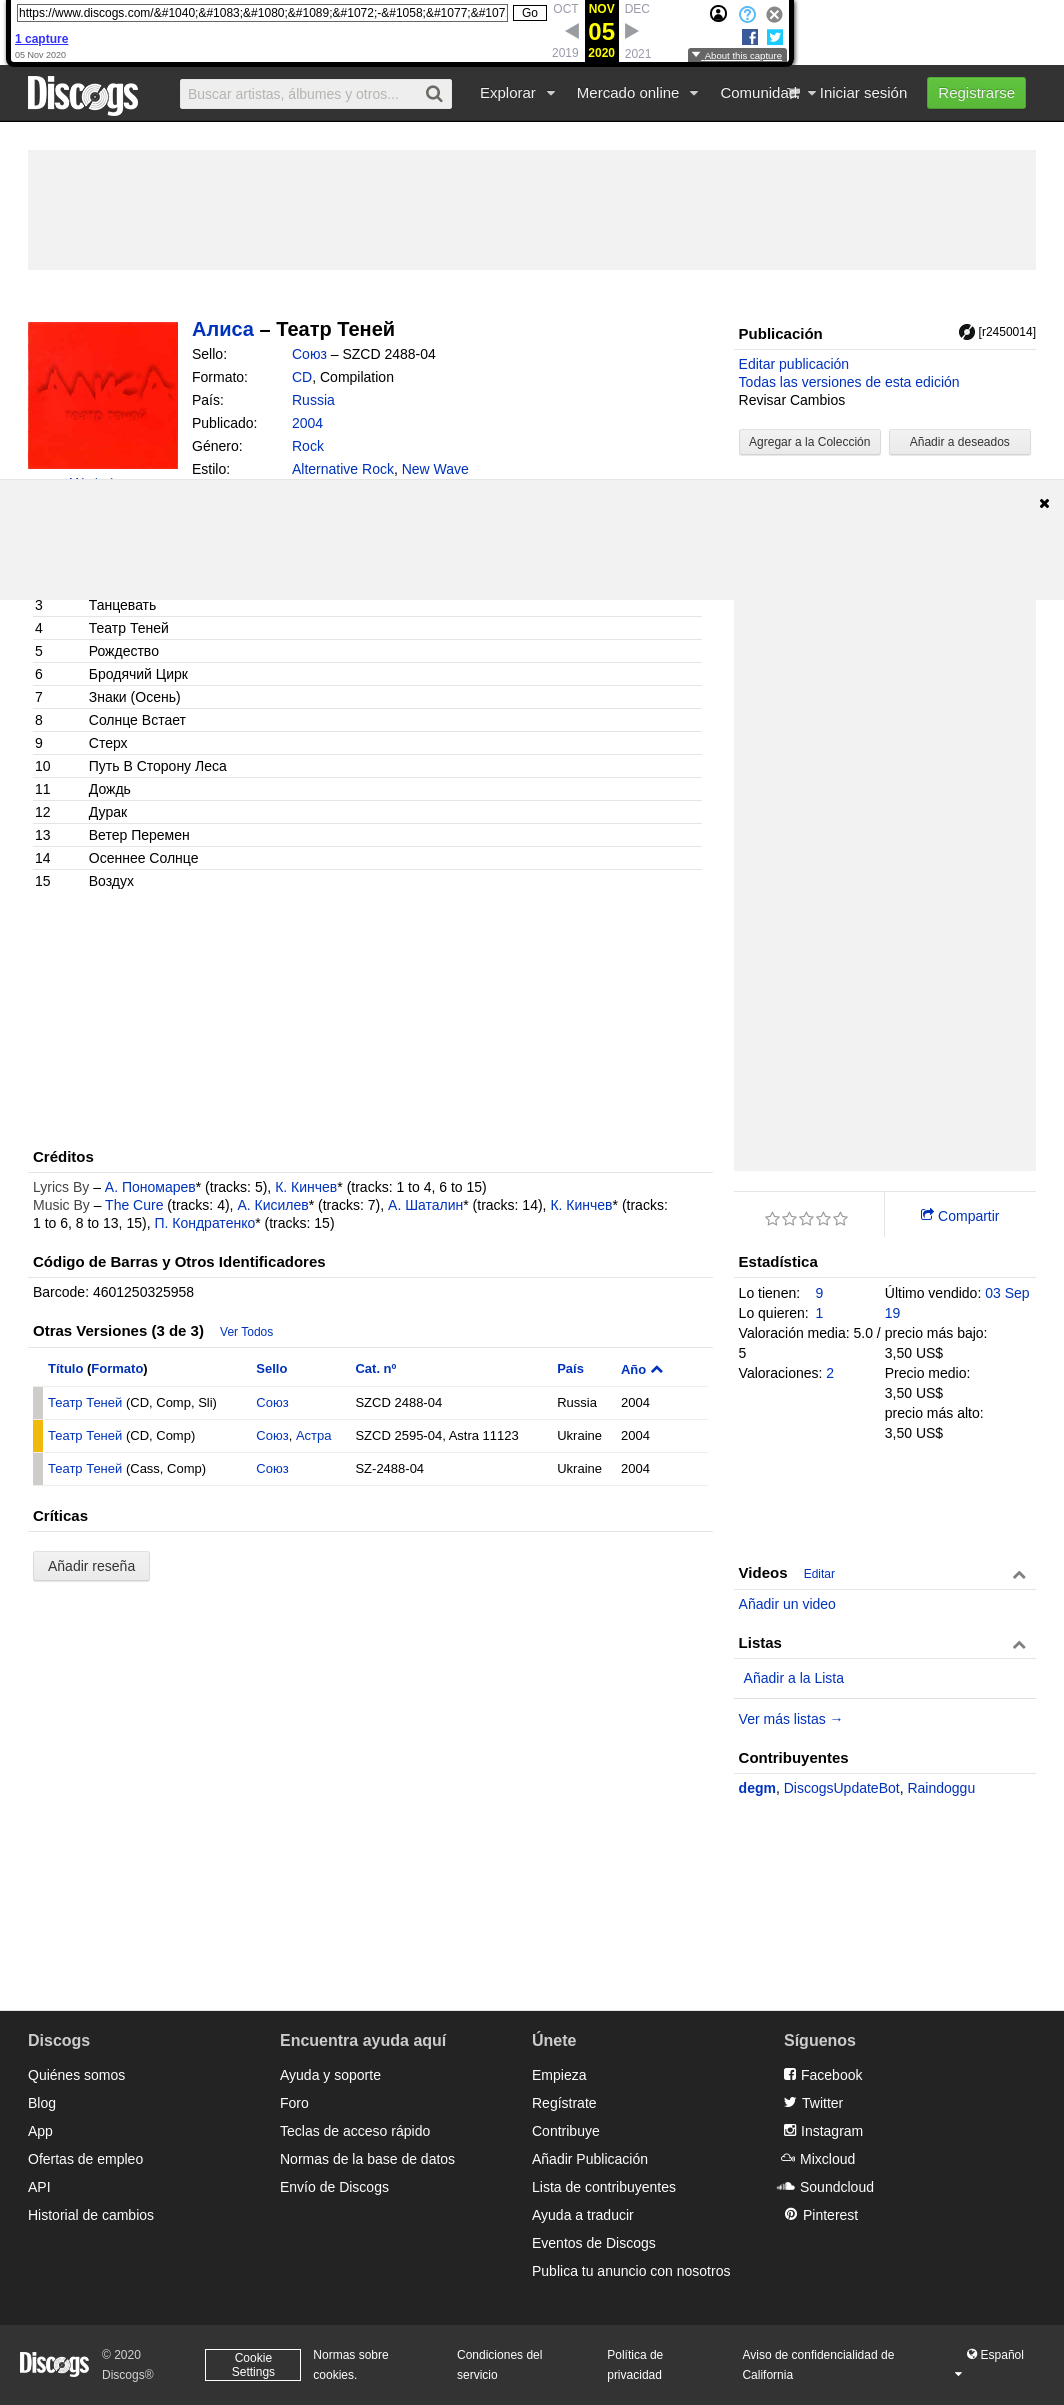 https://www.discogs.com/&#1040;&#1083;&#1080;&#1089;&#1072;-&#1058;&#1077;&#107 Go OCT NOV DEC
05
1 capture 2019 2020 2021
05 Nov 2020 About this capture
Discogs Buscar artistas, álbumes y otros... Explorar Mercado online Comunidad Iniciar sesión Registrarse
Алиса – Театр Теней
Sello: Союз – SZCD 2488-04
Formato: CD, Compilation
País: Russia
Publicado: 2004
Género: Rock
Estilo: Alternative Rock, New Wave
Publicación [r2450014]
Editar publicación
Todas las versiones de esta edición
Revisar Cambios
Agregar a la Colección Añadir a deseados
3 Танцевать
4 Театр Теней
5 Рождество
6 Бродячий Цирк
7 Знаки (Осень)
8 Солнце Встает
9 Стерх
10 Путь В Сторону Леса
11 Дождь
12 Дурак
13 Ветер Перемен
14 Осеннее Солнце
15 Воздух
Créditos
Lyrics By – А. Пономарев* (tracks: 5), К. Кинчев* (tracks: 1 to 4, 6 to 15)
Music By – The Cure (tracks: 4), А. Кисилев* (tracks: 7), А. Шаталин* (tracks: 14), К. Кинчев* (tracks:
1 to 6, 8 to 13, 15), П. Кондратенко* (tracks: 15)
Código de Barras y Otros Identificadores
Barcode: 4601250325958
Otras Versiones (3 de 3) Ver Todos
Título (Formato) Sello Cat. nº País Año
Театр Теней (CD, Comp, Sli) Союз SZCD 2488-04 Russia 2004
Театр Теней (CD, Comp) Союз, Астра SZCD 2595-04, Astra 11123 Ukraine 2004
Театр Теней (Cass, Comp) Союз SZ-2488-04 Ukraine 2004
Críticas
Añadir reseña
Compartir
Estadística
Lo tienen: 9
Lo quieren: 1
Valoración media: 5.0 /
5
Valoraciones: 2
Último vendido: 03 Sep
19
precio más bajo:
3,50 US$
Precio medio:
3,50 US$
precio más alto:
3,50 US$
Videos Editar
Añadir un video
Listas
Añadir a la Lista
Ver más listas →
Contribuyentes
degm, DiscogsUpdateBot, Raindoggu
Discogs
Quiénes somos
Blog
App
Ofertas de empleo
API
Historial de cambios
Encuentra ayuda aquí
Ayuda y soporte
Foro
Teclas de acceso rápido
Normas de la base de datos
Envío de Discogs
Únete
Empieza
Regístrate
Contribuye
Añadir Publicación
Lista de contribuyentes
Ayuda a traducir
Eventos de Discogs
Publica tu anuncio con nosotros
Síguenos
Facebook
Twitter
Instagram
Mixcloud
Soundcloud
Pinterest
Discogs
© 2020
Discogs®
Cookie
Settings
Normas sobre
cookies.
Condiciones del
servicio
Política de
privacidad
Aviso de confidencialidad de
California
Español